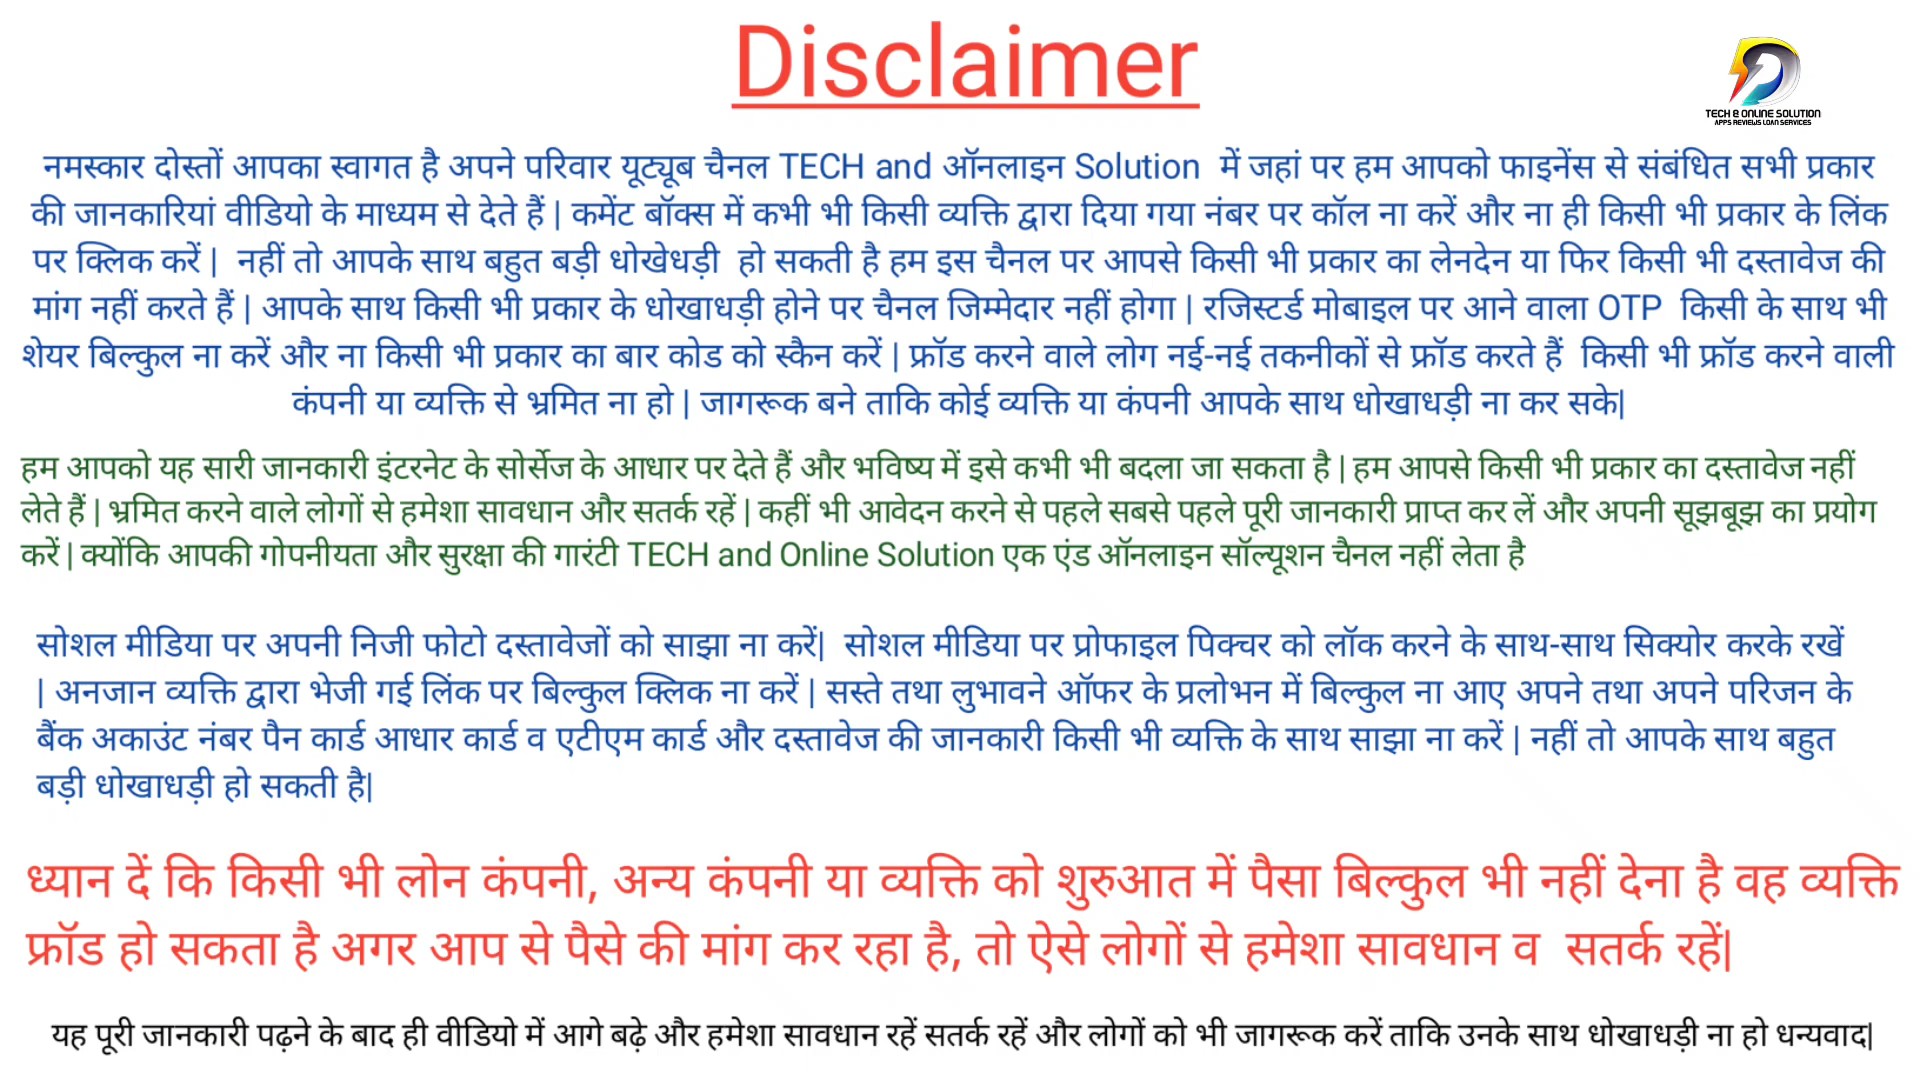 Disclaimer
TECH & ONLINE SOLUTION
APPS REVIEWS LOAN SERVICES
नमस्कार दोस्तों आपका स्वागत है अपने परिवार यूट्यूब चैनल TECH and ऑनलाइन Solution में जहां पर हम आपको फाइनेंस से संबंधित सभी प्रकार
की जानकारियां वीडियो के माध्यम से देते हैं | कमेंट बॉक्स में कभी भी किसी व्यक्ति द्वारा दिया गया नंबर पर कॉल ना करें और ना ही किसी भी प्रकार के लिंक
पर क्लिक करें | नहीं तो आपके साथ बहुत बड़ी धोखेधड़ी हो सकती है हम इस चैनल पर आपसे किसी भी प्रकार का लेनदेन या फिर किसी भी दस्तावेज की
मांग नहीं करते हैं | आपके साथ किसी भी प्रकार के धोखाधड़ी होने पर चैनल जिम्मेदार नहीं होगा | रजिस्टर्ड मोबाइल पर आने वाला OTP किसी के साथ भी
शेयर बिल्कुल ना करें और ना किसी भी प्रकार का बार कोड को स्कैन करें | फ्रॉड करने वाले लोग नई-नई तकनीकों से फ्रॉड करते हैं किसी भी फ्रॉड करने वाली
कंपनी या व्यक्ति से भ्रमित ना हो | जागरूक बने ताकि कोई व्यक्ति या कंपनी आपके साथ धोखाधड़ी ना कर सके|
हम आपको यह सारी जानकारी इंटरनेट के सोर्सेज के आधार पर देते हैं और भविष्य में इसे कभी भी बदला जा सकता है | हम आपसे किसी भी प्रकार का दस्तावेज नहीं
लेते हैं | भ्रमित करने वाले लोगों से हमेशा सावधान और सतर्क रहें | कहीं भी आवेदन करने से पहले सबसे पहले पूरी जानकारी प्राप्त कर लें और अपनी सूझबूझ का प्रयोग
करें | क्योंकि आपकी गोपनीयता और सुरक्षा की गारंटी TECH and Online Solution एक एंड ऑनलाइन सॉल्यूशन चैनल नहीं लेता है
सोशल मीडिया पर अपनी निजी फोटो दस्तावेजों को साझा ना करें| सोशल मीडिया पर प्रोफाइल पिक्चर को लॉक करने के साथ-साथ सिक्योर करके रखें
| अनजान व्यक्ति द्वारा भेजी गई लिंक पर बिल्कुल क्लिक ना करें | सस्ते तथा लुभावने ऑफर के प्रलोभन में बिल्कुल ना आए अपने तथा अपने परिजन के
बैंक अकाउंट नंबर पैन कार्ड आधार कार्ड व एटीएम कार्ड और दस्तावेज की जानकारी किसी भी व्यक्ति के साथ साझा ना करें | नहीं तो आपके साथ बहुत
बड़ी धोखाधड़ी हो सकती है|
ध्यान दें कि किसी भी लोन कंपनी, अन्य कंपनी या व्यक्ति को शुरुआत में पैसा बिल्कुल भी नहीं देना है वह व्यक्ति
फ्रॉड हो सकता है अगर आप से पैसे की मांग कर रहा है, तो ऐसे लोगों से हमेशा सावधान व सतर्क रहें|
यह पूरी जानकारी पढ़ने के बाद ही वीडियो में आगे बढ़े और हमेशा सावधान रहें सतर्क रहें और लोगों को भी जागरूक करें ताकि उनके साथ धोखाधड़ी ना हो धन्यवाद|